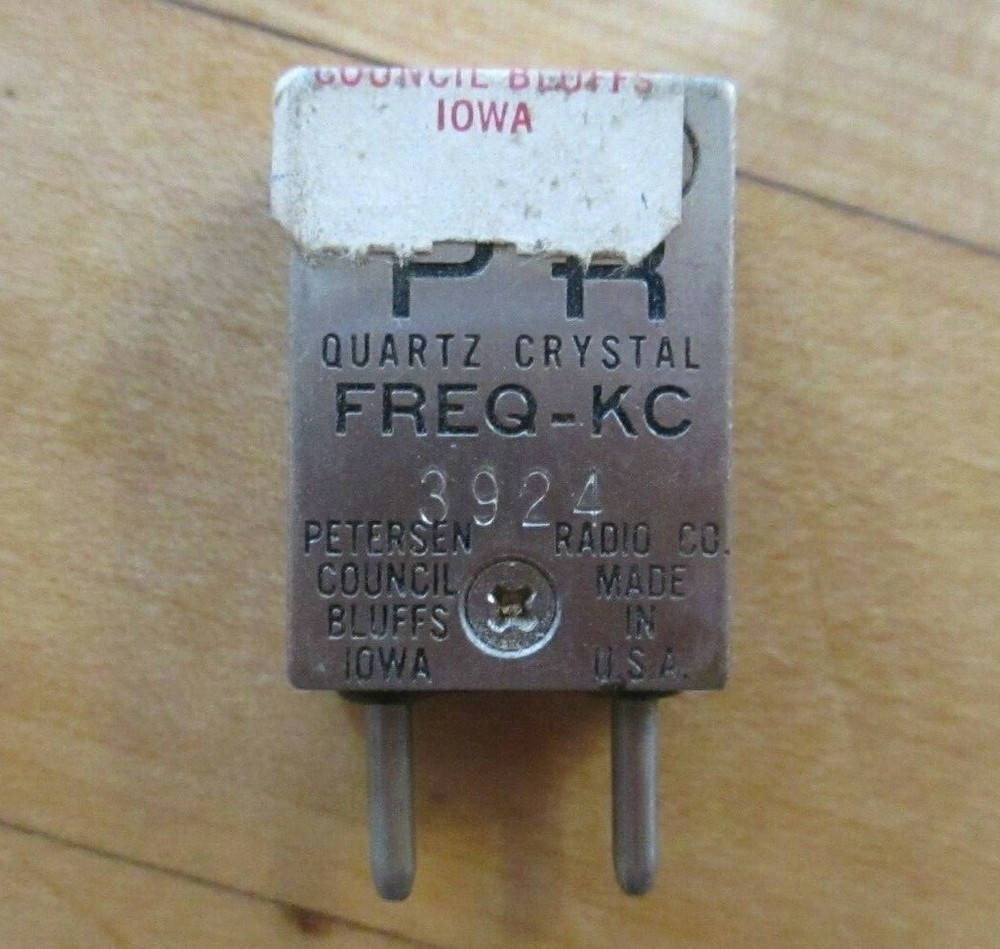 COUNCIL BLUFFS
IOWA
PR
QUARTZ CRYSTAL
FREQ-KC
3924
PETERSEN RADIO CO.
COUNCIL MADE
BLUFFS IN
IOWA U.S.A.